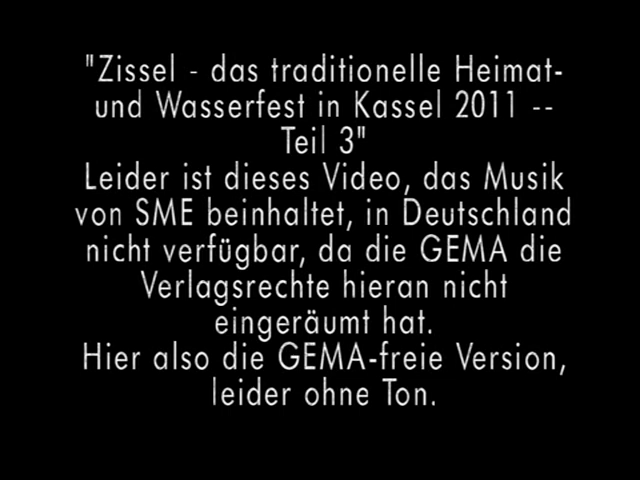 "Zissel - das traditionelle Heimat-
und Wasserfest in Kassel 2011 --
Teil 3"
Leider ist dieses Video, das Musik
von SME beinhaltet, in Deutschland
nicht verfügbar, da die GEMA die
Verlagsrechte hieran nicht
eingeräumt hat.
Hier also die GEMA-freie Version,
leider ohne Ton.